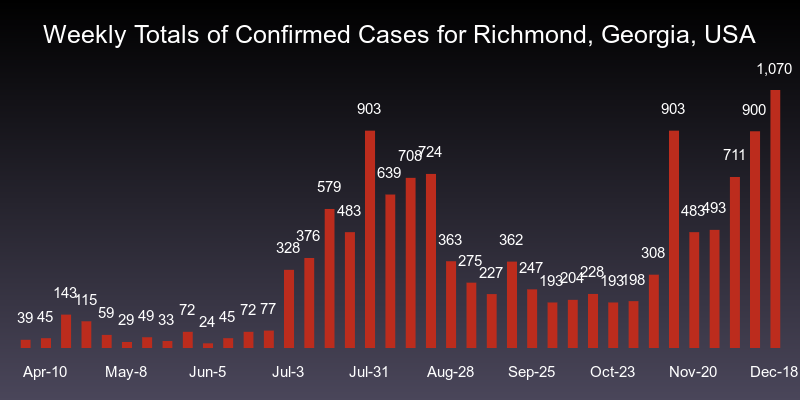 Weekly Totals of Confirmed Cases for Richmond, Georgia, USA
39 45 143 115 59 29 49 33 72 24 45 72 77 328 376 579 483 903 639 708 724 363 275 227 362 247 193 204 228 193 198 308 903 483 493 711 900 1,070
Apr-10 May-8 Jun-5 Jul-3 Jul-31 Aug-28 Sep-25 Oct-23 Nov-20 Dec-18